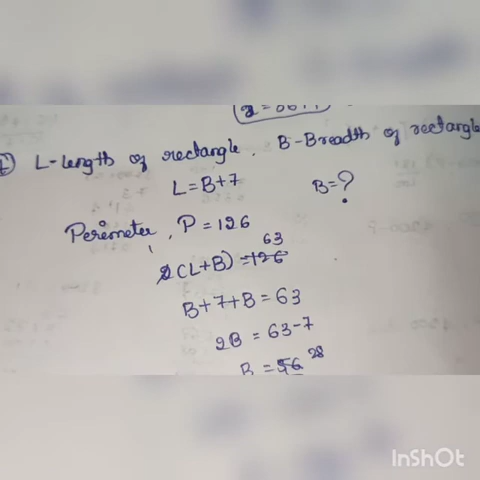 L-length of rectangle. B-Breadth of rectangle
L=B+7 B=?
Perimeter, P=126
2(L+B)=126 63
B+7+B=63
2B = 63-7
B = 56 28
InShOt